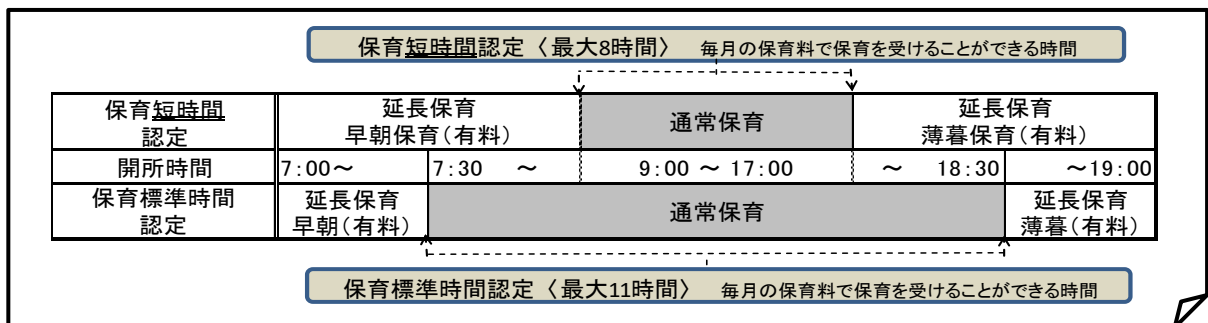 保育短時間認定〈最大8時間〉 毎月の保育料で保育を受けることができる時間
保育短時間
認定
延長保育
早朝保育(有料)
通常保育
延長保育
薄暮保育(有料)
開所時間
7:00～
7:30 ～
9:00 ～ 17:00
～ 18:30
～19:00
保育標準時間
認定
延長保育
早朝(有料)
通常保育
延長保育
薄暮(有料)
保育標準時間認定〈最大11時間〉 毎月の保育料で保育を受けることができる時間